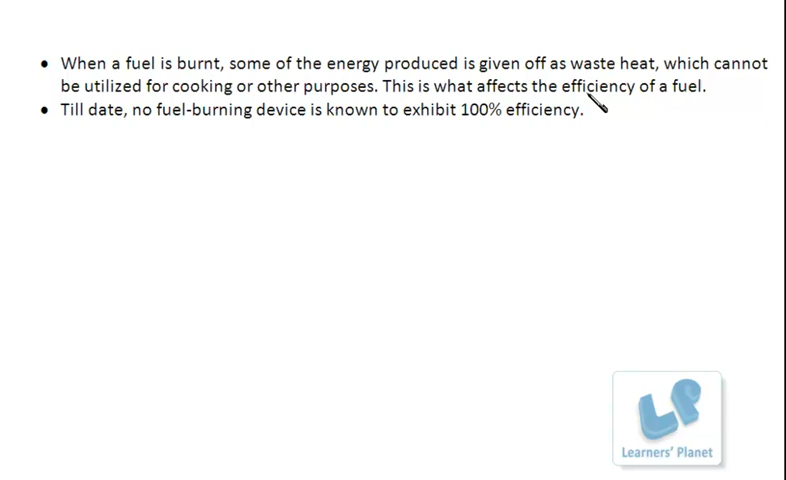 • When a fuel is burnt, some of the energy produced is given off as waste heat, which cannot
be utilized for cooking or other purposes. This is what affects the efficiency of a fuel.
• Till date, no fuel-burning device is known to exhibit 100% efficiency.
LP
Learners' Planet